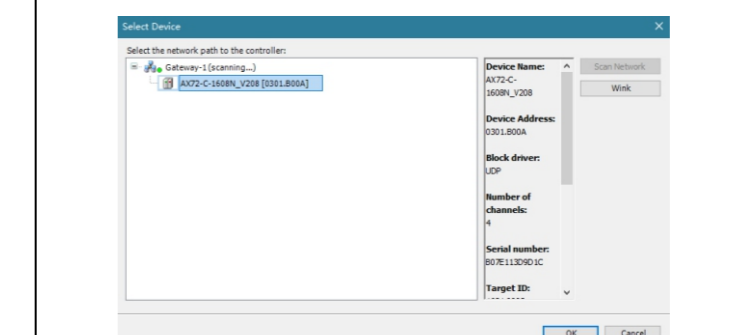 Select Device
Select the network path to the controller:
Gateway-1 (scanning...)
AX72-C-1608N_V208 [0301.B00A]
Device Name:
AX72-C-
1608N_V208
Device Address:
0301.B00A
Block driver:
UDP
Number of
channels:
4
Serial number:
B07E113D9D1C
Target ID:
Scan Network
Wink
OK
Cancel